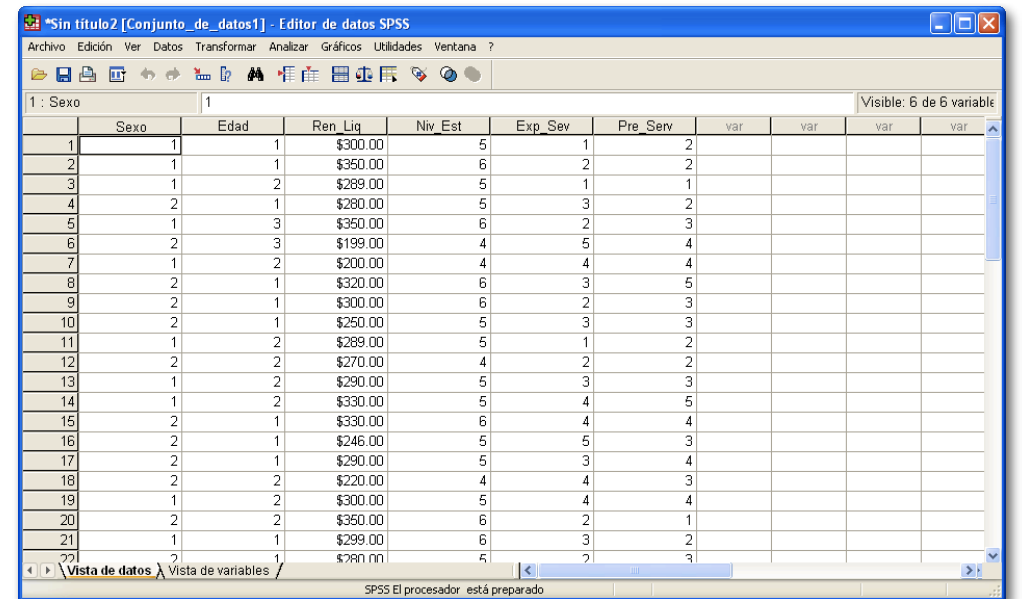 *Sin título2 [Conjunto_de_datos1] - Editor de datos SPSS
Archivo Edición Ver Datos Transformar Analizar Gráficos Utilidades Ventana ?
1 : Sexo 1 Visible: 6 de 6 variable
Sexo Edad Ren_Liq Niv_Est Exp_Sev Pre_Serv var var var var
1 1 1 $300.00 5 1 2
2 1 1 $350.00 6 2 2
3 1 2 $289.00 5 1 1
4 2 1 $280.00 5 3 2
5 1 3 $350.00 6 2 3
6 2 3 $199.00 4 5 4
7 1 2 $200.00 4 4 4
8 2 1 $320.00 6 3 5
9 2 1 $300.00 6 2 3
10 2 1 $250.00 5 3 3
11 1 2 $289.00 5 1 2
12 2 2 $270.00 4 2 2
13 1 2 $290.00 5 3 3
14 1 2 $330.00 5 4 5
15 2 1 $330.00 6 4 4
16 2 1 $246.00 5 5 3
17 2 1 $290.00 5 3 4
18 2 2 $220.00 4 4 3
19 1 2 $300.00 5 4 4
20 2 2 $350.00 6 2 1
21 1 1 $299.00 6 3 2
22 2 1 $280.00 5 2 3
Vista de datos Vista de variables
SPSS El procesador está preparado